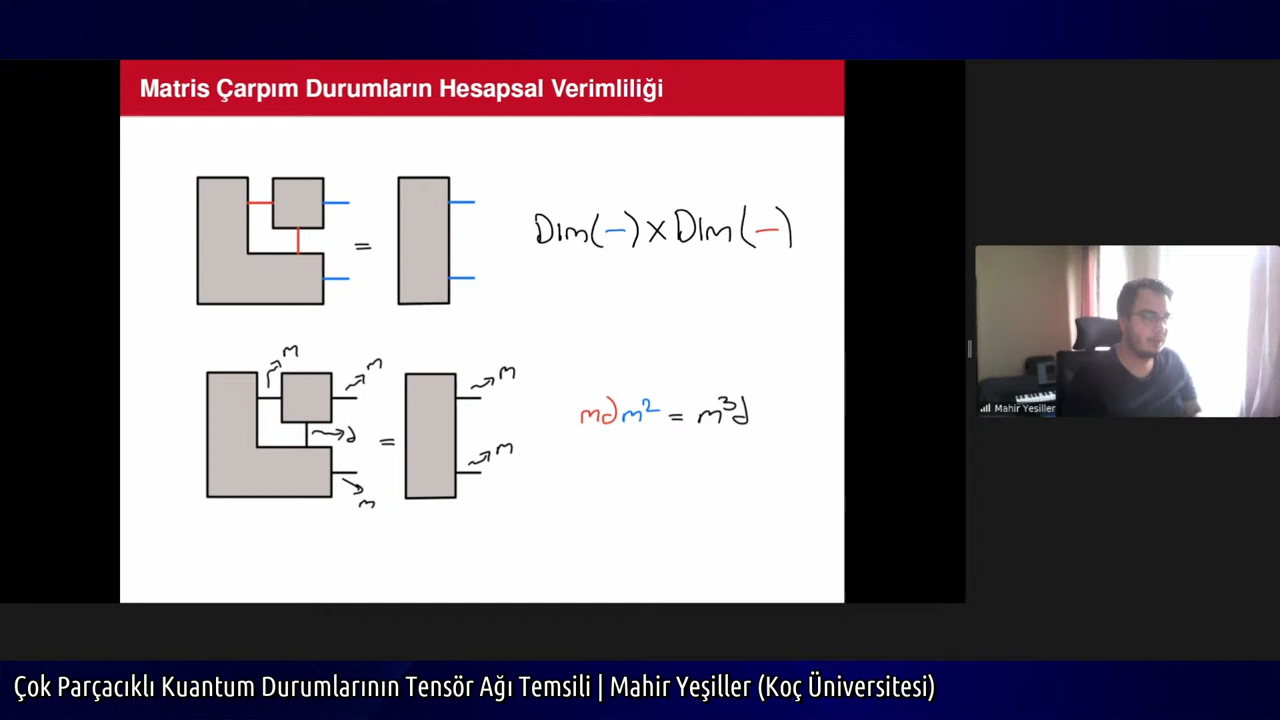 Matris Çarpım Durumların Hesapsal Verimliliği
=
Dim(-) x Dim(-)
m
m
d
m
=
m
m
md m² = m³d
Mahir Yesiller
Çok Parçacıklı Kuantum Durumlarının Tensör Ağı Temsili | Mahir Yeşiller (Koç Üniversitesi)